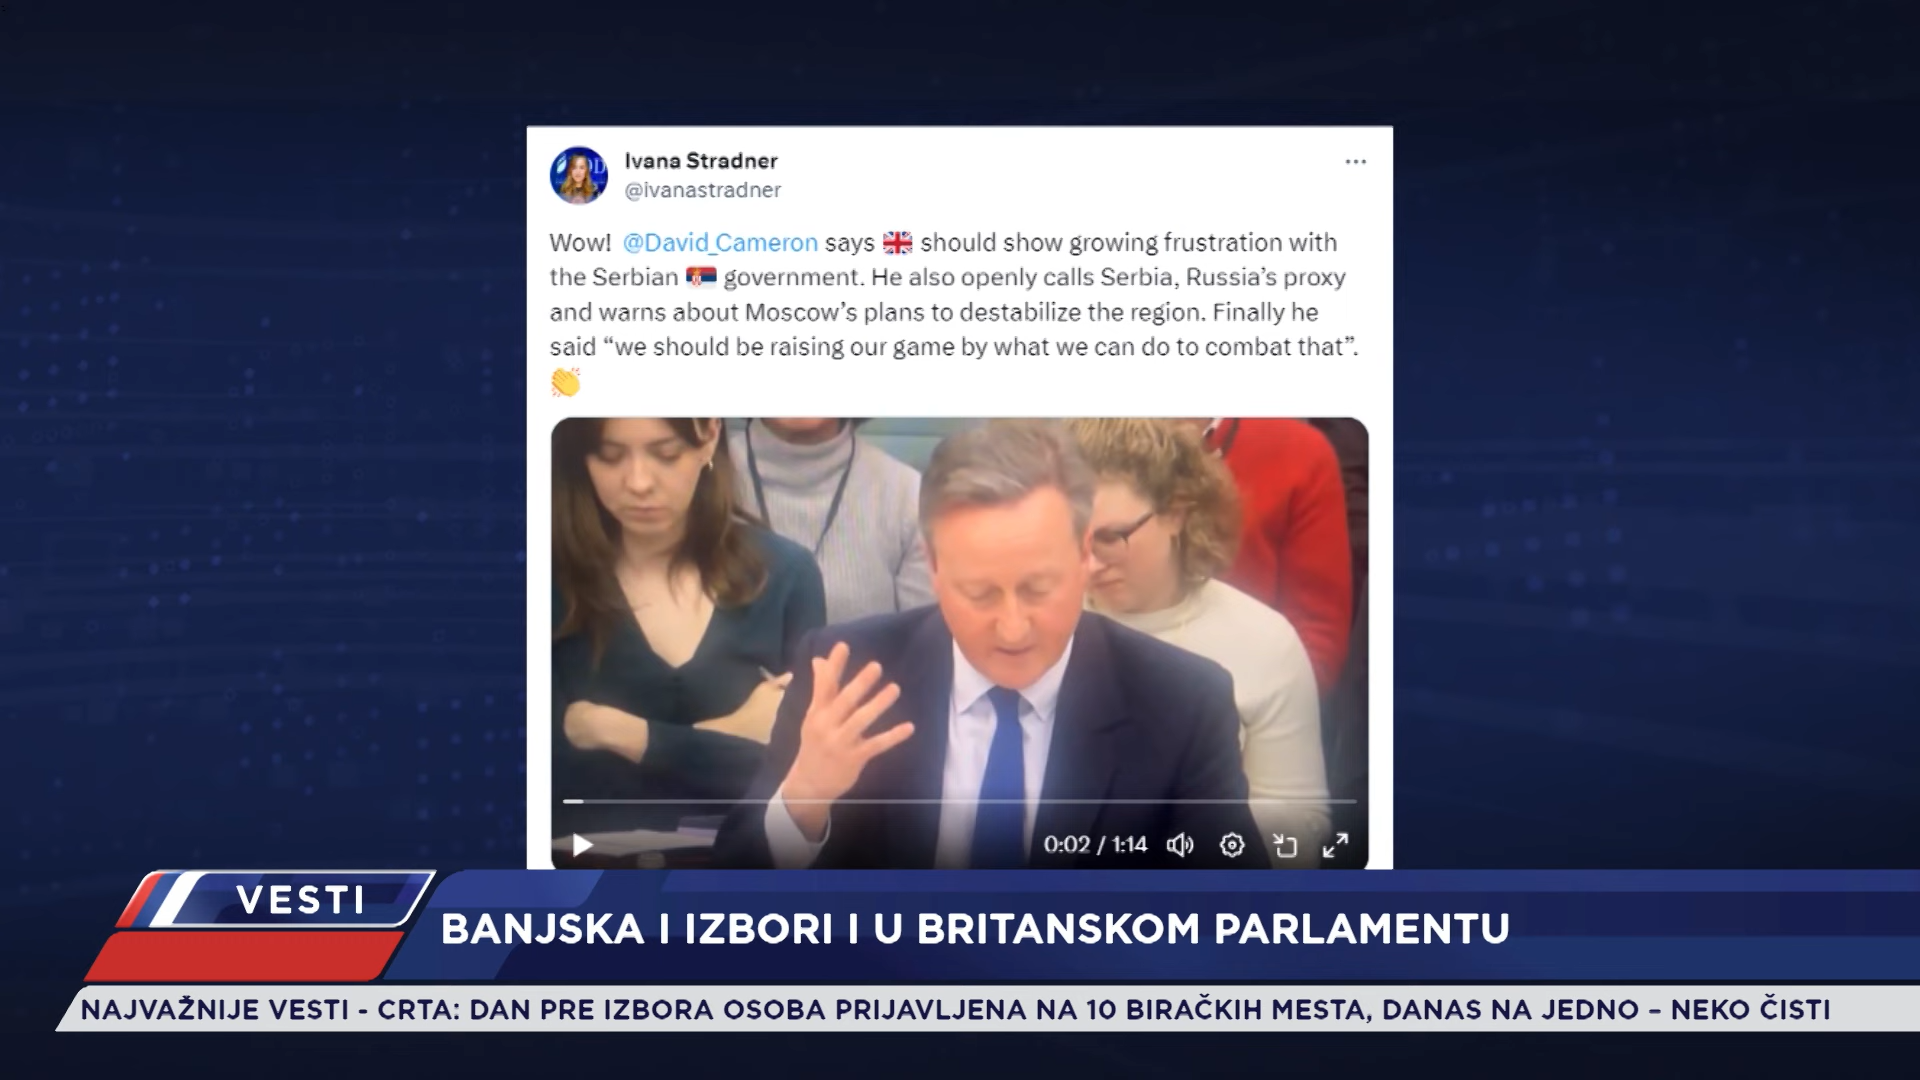 Ivana Stradner
@ivanastradner
Wow! @David_Cameron says 🇬🇧 should show growing frustration with
the Serbian 🇷🇸 government. He also openly calls Serbia, Russia’s proxy
and warns about Moscow’s plans to destabilize the region. Finally he
said “we should be raising our game by what we can do to combat that”.
👏
0:02 / 1:14
VESTI
BANJSKA I IZBORI I U BRITANSKOM PARLAMENTU
NAJVAŽNIJE VESTI - CRTA: DAN PRE IZBORA OSOBA PRIJAVLJENA NA 10 BIRAČKIH MESTA, DANAS NA JEDNO – NEKO ČISTI